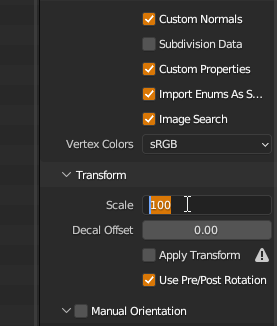 Custom Normals
Subdivision Data
Custom Properties
Import Enums As S...
Image Search
Vertex Colors sRGB
Transform
Scale 100
Decal Offset 0.00
Apply Transform
Use Pre/Post Rotation
Manual Orientation